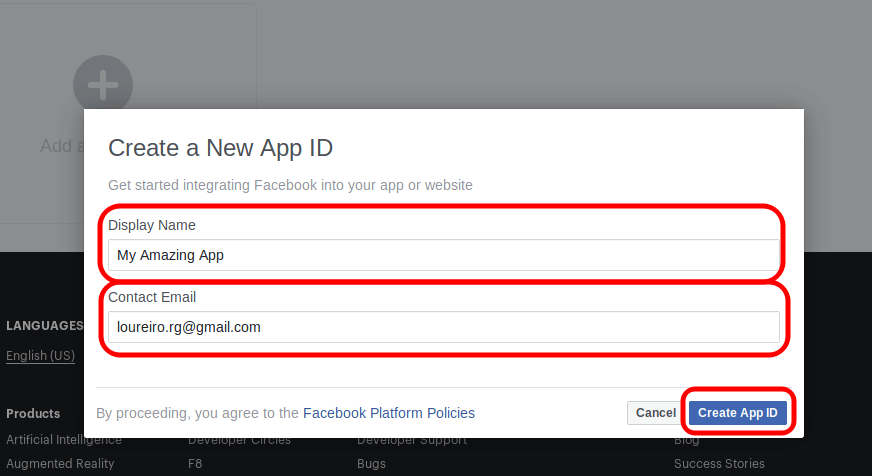 Add a
Create a New App ID
Get started integrating Facebook into your app or website
Display Name
My Amazing App
Contact Email
loureiro.rg@gmail.com
LANGUAGES
English (US)
By proceeding, you agree to the Facebook Platform Policies
Cancel
Create App ID
Products
Artificial Intelligence
Developer Circles
Developer Support
Blog
Augmented Reality
F8
Bugs
Success Stories